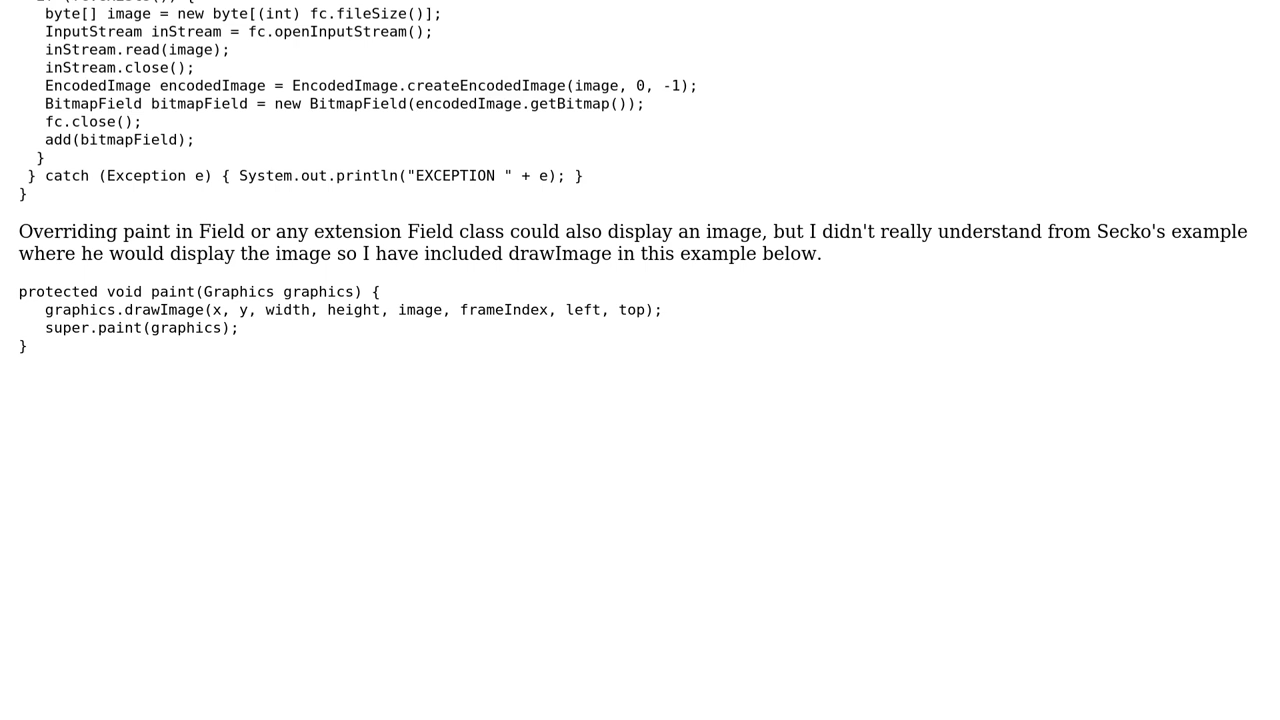 byte[] image = new byte[(int) fc.fileSize()];
InputStream inStream = fc.openInputStream();
inStream.read(image);
inStream.close();
EncodedImage encodedImage = EncodedImage.createEncodedImage(image, 0, -1);
BitmapField bitmapField = new BitmapField(encodedImage.getBitmap());
fc.close();
add(bitmapField);
}
} catch (Exception e) { System.out.println("EXCEPTION " + e); }
}
Overriding paint in Field or any extension Field class could also display an image, but I didn't really understand from Secko's example
where he would display the image so I have included drawImage in this example below.
protected void paint(Graphics graphics) {
graphics.drawImage(x, y, width, height, image, frameIndex, left, top);
super.paint(graphics);
}